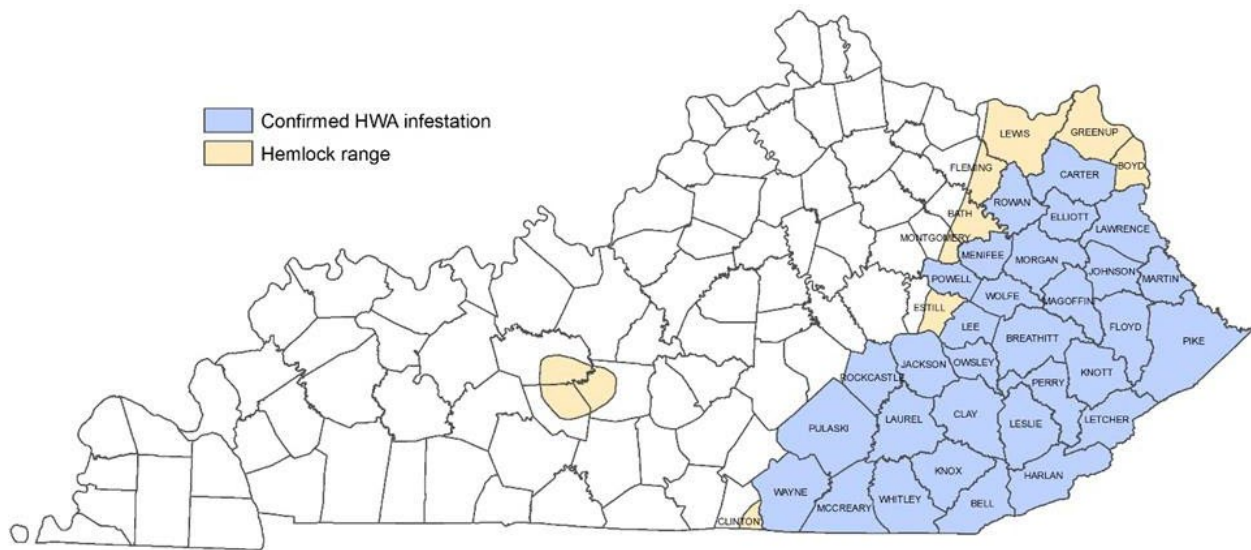 Confirmed HWA infestation
Hemlock range
LEWIS
GREENUP
BOYD
FLEMING
CARTER
ROWAN
BATH
ELLIOTT
LAWRENCE
MONTGOMERY
MENIFEE
MORGAN
JOHNSON
MARTIN
POWELL
WOLFE
MAGOFFIN
ESTILL
LEE
BREATHITT
FLOYD
PIKE
ROCKCASTLE
JACKSON
OWSLEY
PERRY
KNOTT
PULASKI
LAUREL
CLAY
LESLIE
LETCHER
KNOX
HARLAN
WAYNE
MCCREARY
WHITLEY
BELL
CLINTON